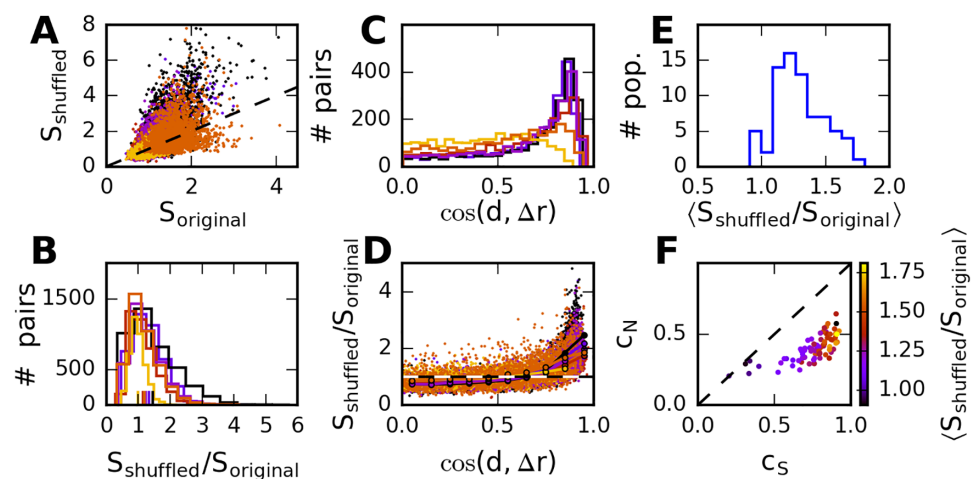 A
S_shuffled
8
6
4
2
0
0
2
4
S_original
C
# pairs
400
200
0
0.0
0.5
1.0
cos(d, Δr)
E
# pop.
15
10
5
0
0.5
1.0
1.5
2.0
⟨S_shuffled/S_original⟩
B
# pairs
1500
500
0
0
1
2
3
4
5
6
S_shuffled/S_original
D
S_shuffled/S_original
4
2
0
0.0
0.5
1.0
cos(d, Δr)
F
c_N
0.5
0.0
0.0
0.5
1.0
c_S
1.75
1.50
1.25
1.00
⟨S_shuffled/S_original⟩